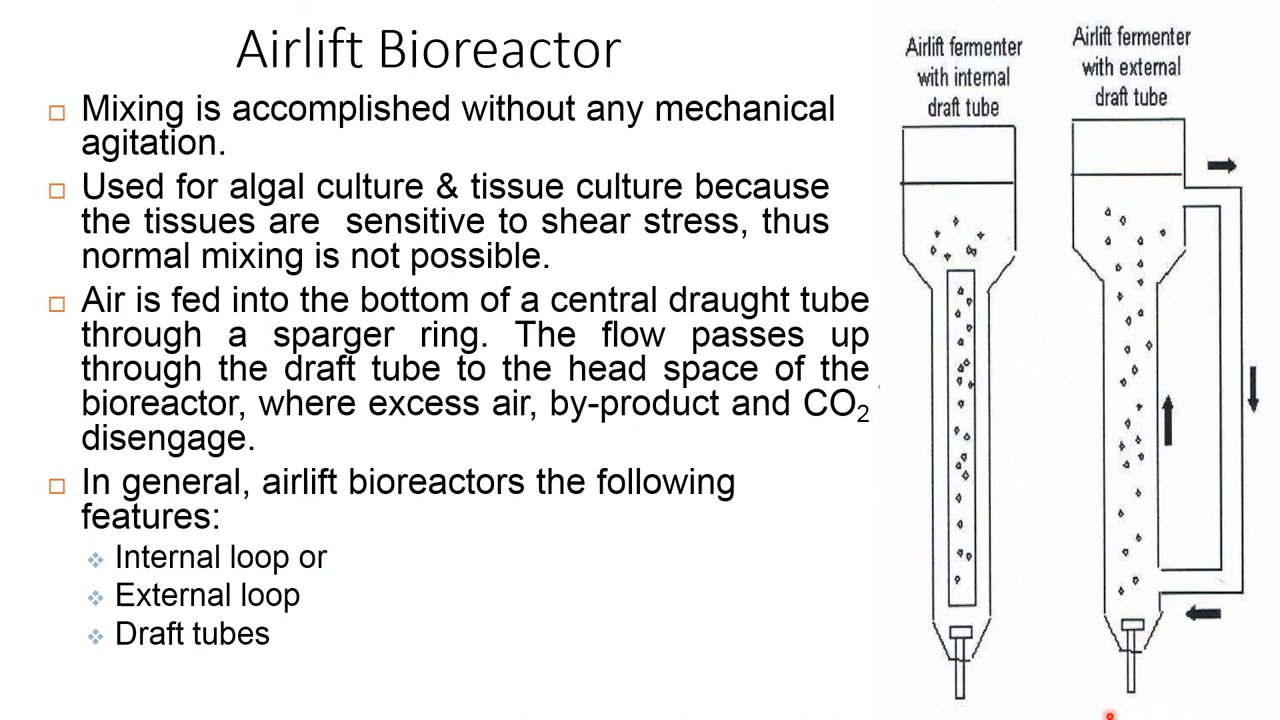 Airlift Bioreactor
Mixing is accomplished without any mechanical
agitation.
Used for algal culture & tissue culture because
the tissues are sensitive to shear stress, thus
normal mixing is not possible.
Air is fed into the bottom of a central draught tube
through a sparger ring. The flow passes up
through the draft tube to the head space of the
bioreactor, where excess air, by-product and CO₂
disengage.
In general, airlift bioreactors the following
features:
Internal loop or
External loop
Draft tubes
Airlift fermenter
with internal
draft tube
Airlift fermenter
with external
draft tube